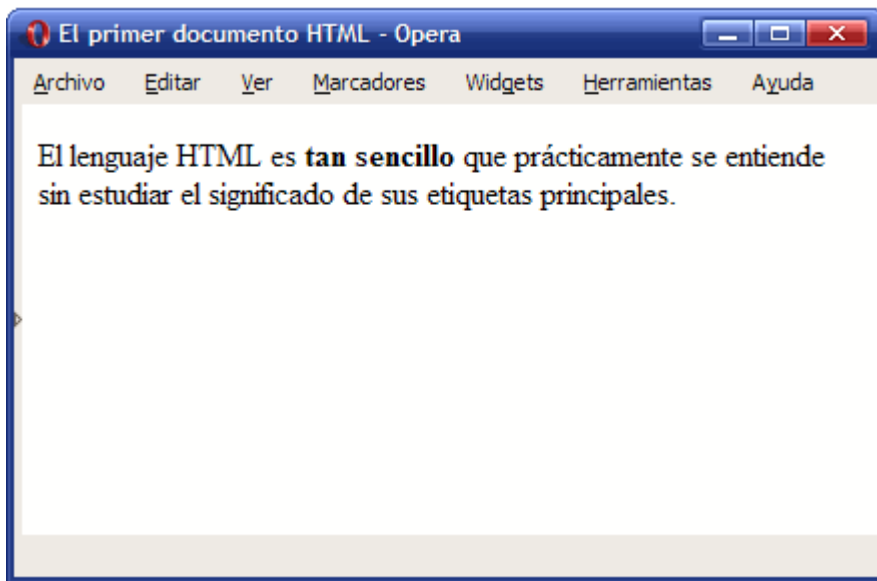 El primer documento HTML - Opera
Archivo Editar Ver Marcadores Widgets Herramientas Ayuda
El lenguaje HTML es tan sencillo que prácticamente se entiende
sin estudiar el significado de sus etiquetas principales.